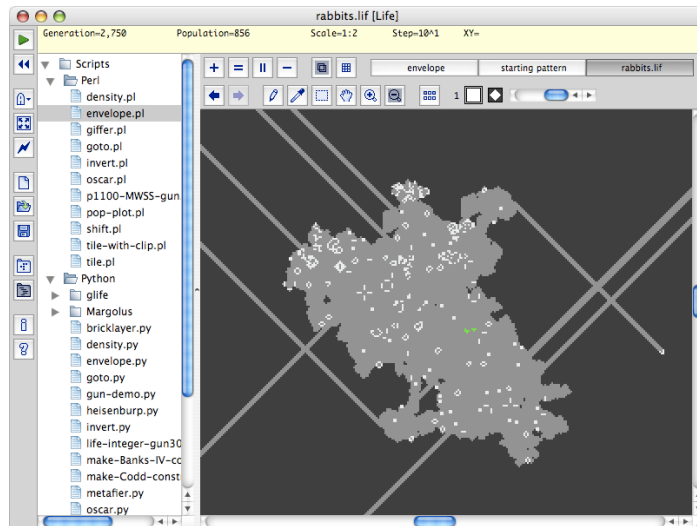 rabbits.lif [Life]
Generation=2,750 Population=856 Scale=1:2 Step=10^1 XY=
envelope starting pattern rabbits.lif
1
Scripts
Perl
density.pl
envelope.pl
giffer.pl
goto.pl
invert.pl
oscar.pl
p1100-MWSS-gun
pop-plot.pl
shift.pl
tile-with-clip.pl
tile.pl
Python
glife
Margolus
bricklayer.py
density.py
envelope.py
goto.py
gun-demo.py
heisenburp.py
invert.py
life-integer-gun30
make-Banks-IV-co
make-Codd-const
metafier.py
oscar.py